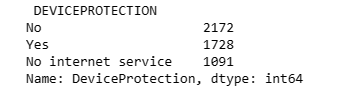 DEVICEPROTECTION
No 2172
Yes 1728
No internet service 1091
Name: DeviceProtection, dtype: int64